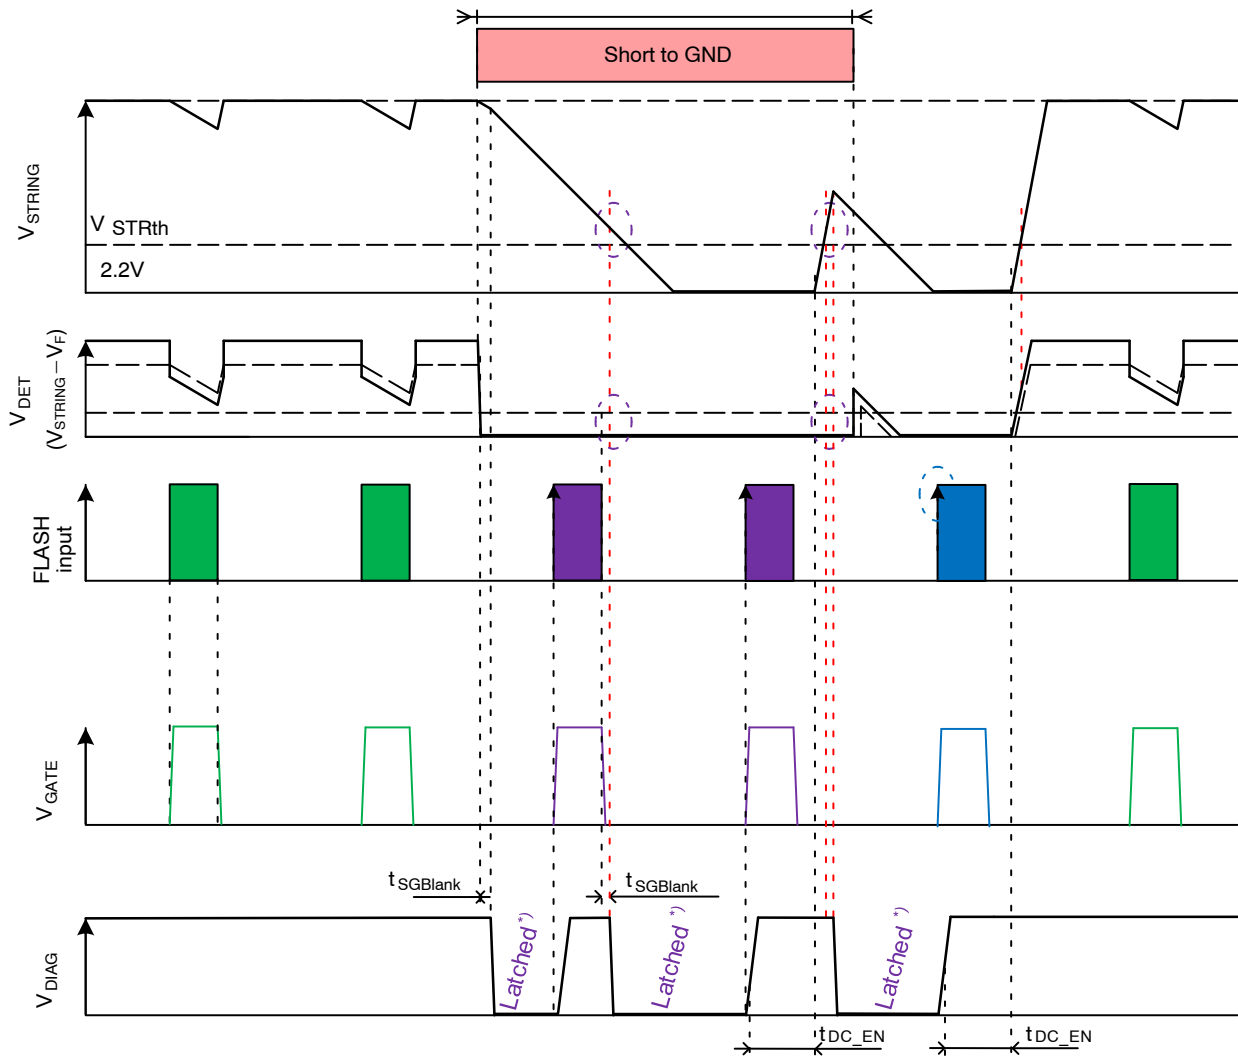 Short to GND
VSTRING
V STRth
2.2V
VDET
(VSTRING – VF)
FLASH
input
VGATE
tSGBlank
tSGBlank
VDIAG
Latched *)
Latched *)
Latched *)
tDC_EN
tDC_EN